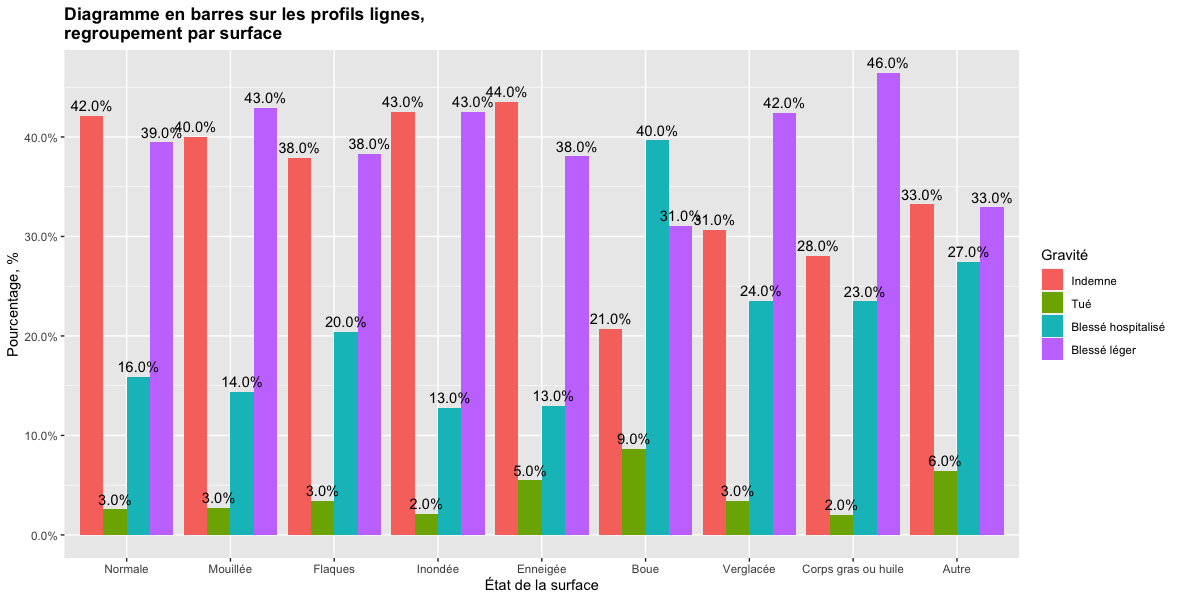 Diagramme en barres sur les profils lignes,
regroupement par surface
Pourcentage, %
40.0%
30.0%
20.0%
10.0%
0.0%
42.0%
3.0%
16.0%
39.0%
40.0%
3.0%
14.0%
43.0%
38.0%
3.0%
20.0%
38.0%
43.0%
2.0%
13.0%
43.0%
44.0%
5.0%
13.0%
38.0%
21.0%
9.0%
40.0%
31.0%
31.0%
3.0%
24.0%
42.0%
28.0%
2.0%
23.0%
46.0%
33.0%
6.0%
27.0%
33.0%
Normale
Mouillée
Flaques
Inondée
Enneigée
Boue
Verglacée
Corps gras ou huile
Autre
État de la surface
Gravité
Indemne
Tué
Blessé hospitalisé
Blessé léger